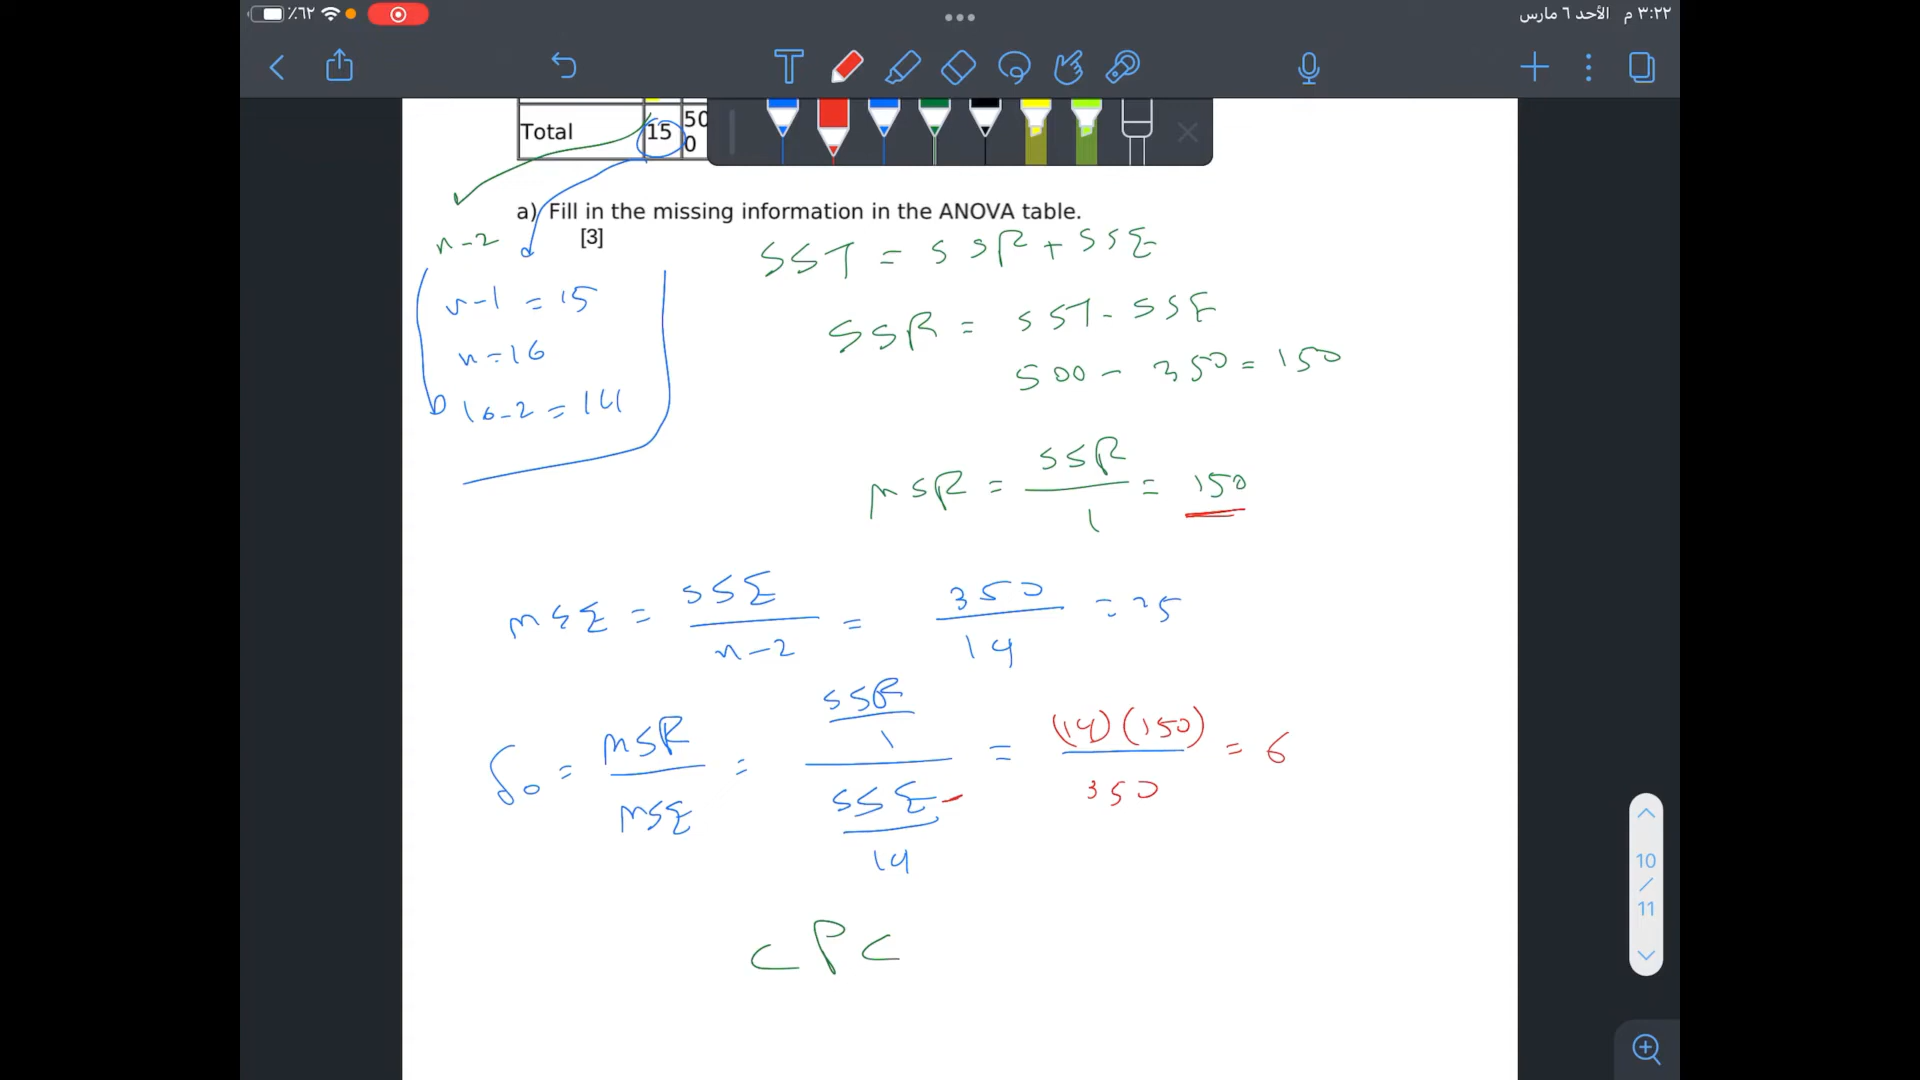 ٪٦٢
٣:٢٢ م الأحد ٦ مارس
Total 15 50
0
a) Fill in the missing information in the ANOVA table.
[3]
n-2
SST = SSR + SSE
n-1 = 15
SSR = SST - SSE
n=16
500 - 350 = 150
16-2 = 14
SSR
MSR = = 150
1
SSE 350
MSE = = = 25
n-2 14
SSR
MSR 1 (14)(150)
f0 = = = = 6
MSE SSE 350
14
CPC
10
/
11